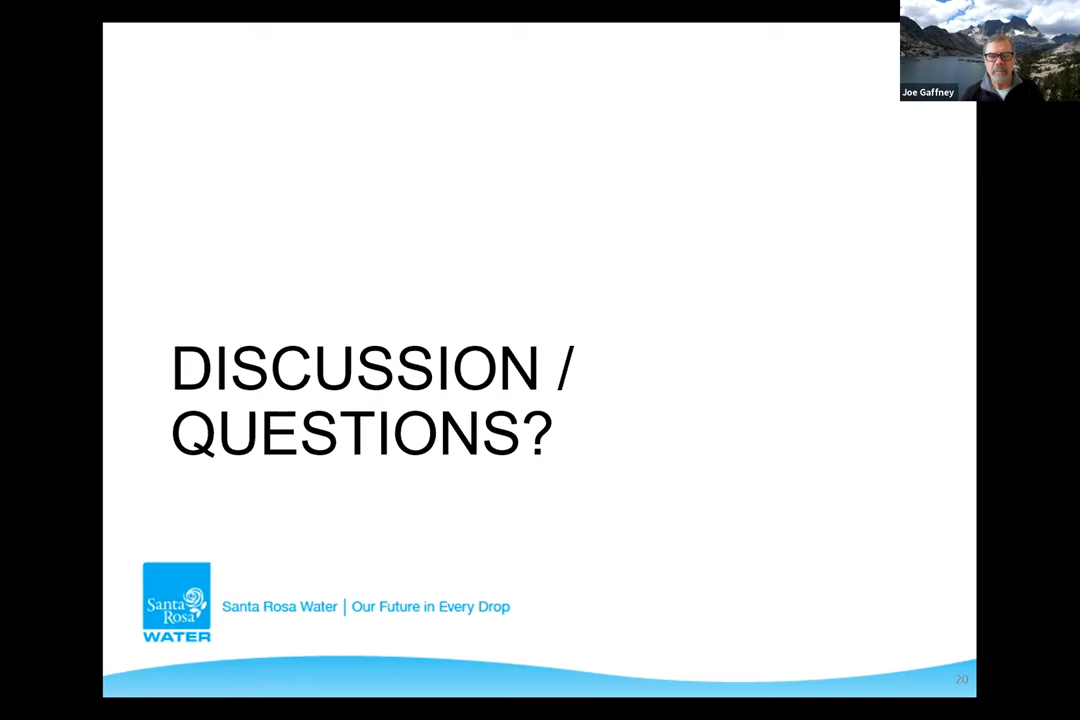 Joe Gaffney
DISCUSSION /
QUESTIONS?
Santa
Rosa
WATER
Santa Rosa Water | Our Future in Every Drop
20